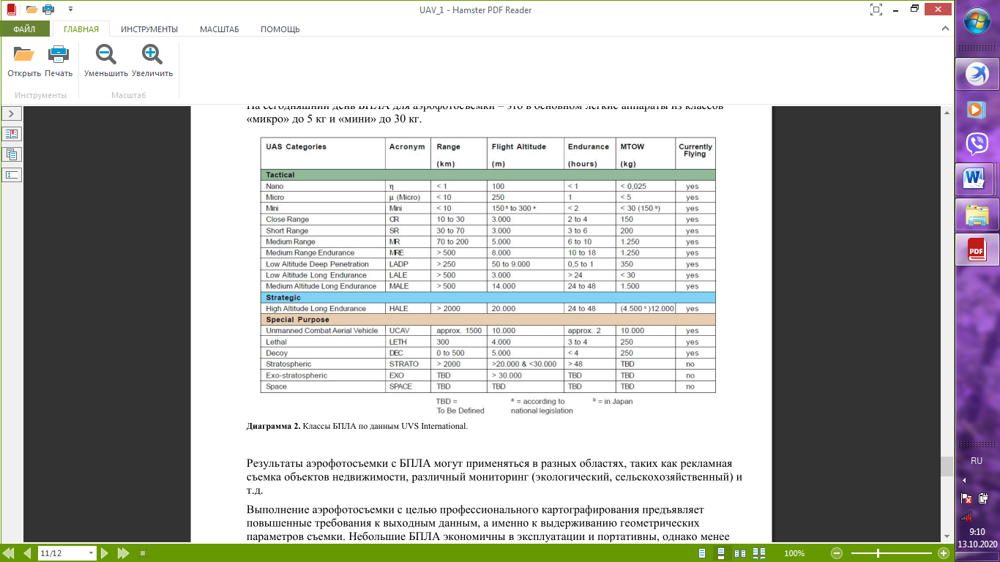 UAV_1 - Hamster PDF Reader
ФАЙЛ ГЛАВНАЯ ИНСТРУМЕНТЫ МАСШТАБ ПОМОЩЬ
Открыть Печать Уменьшить Увеличить
Инструменты Масштаб
На сегодняшний день БПЛА для аэрофотосъемки – это в основном легкие аппараты из классов
«микро» до 5 кг и «мини» до 30 кг.
UAS Categories Acronym Range (km) Flight Altitude (m) Endurance (hours) MTOW (kg) Currently Flying
Tactical
Nano η < 1 100 < 1 < 0,025 yes
Micro μ (Micro) < 10 250 1 < 5 yes
Mini Mini < 10 150 ᵇ to 300 ᵃ < 2 < 30 (150 ᵇ) yes
Close Range CR 10 to 30 3.000 2 to 4 150 yes
Short Range SR 30 to 70 3.000 3 to 6 200 yes
Medium Range MR 70 to 200 5.000 6 to 10 1.250 yes
Medium Range Endurance MRE > 500 8.000 10 to 18 1.250 yes
Low Altitude Deep Penetration LADP > 250 50 to 9.000 0,5 to 1 350 yes
Low Altitude Long Endurance LALE > 500 3.000 > 24 < 30 yes
Medium Altitude Long Endurance MALE > 500 14.000 24 to 48 1.500 yes
Strategic
High Altitude Long Endurance HALE > 2000 20.000 24 to 48 (4.500 ᶜ )12.000 yes
Special Purpose
Unmanned Combat Aerial Vehicle UCAV approx. 1500 10.000 approx. 2 10.000 yes
Lethal LETH 300 4.000 3 to 4 250 yes
Decoy DEC 0 to 500 5.000 < 4 250 yes
Stratospheric STRATO > 2000 >20.000 & <30.000 > 48 TBD no
Exo-stratospheric EXO TBD > 30.000 TBD TBD no
Space SPACE TBD TBD TBD TBD no
TBD = ᵃ = according to ᵇ = in Japan
To Be Defined national legislation
Диаграмма 2. Классы БПЛА по данным UVS International.
Результаты аэрофотосъемки с БПЛА могут применяться в разных областях, таких как рекламная
съемка объектов недвижимости, различный мониторинг (экологический, сельскохозяйственный) и
т.д.
Выполнение аэрофотосъемки с целью профессионального картографирования предъявляет
повышенные требования к выходным данным, а именно к выдерживанию геометрических
параметров съемки. Небольшие БПЛА экономичны в эксплуатации и портативны, однако менее
11/12
100%
PDF
RU
9:10
13.10.2020